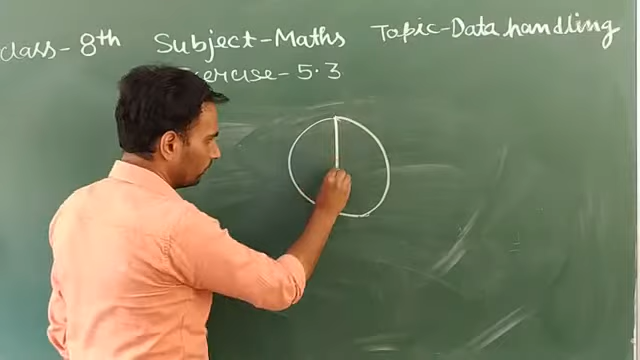 class- 8th Subject-Maths Topic-Data handling
Exercise- 5.3